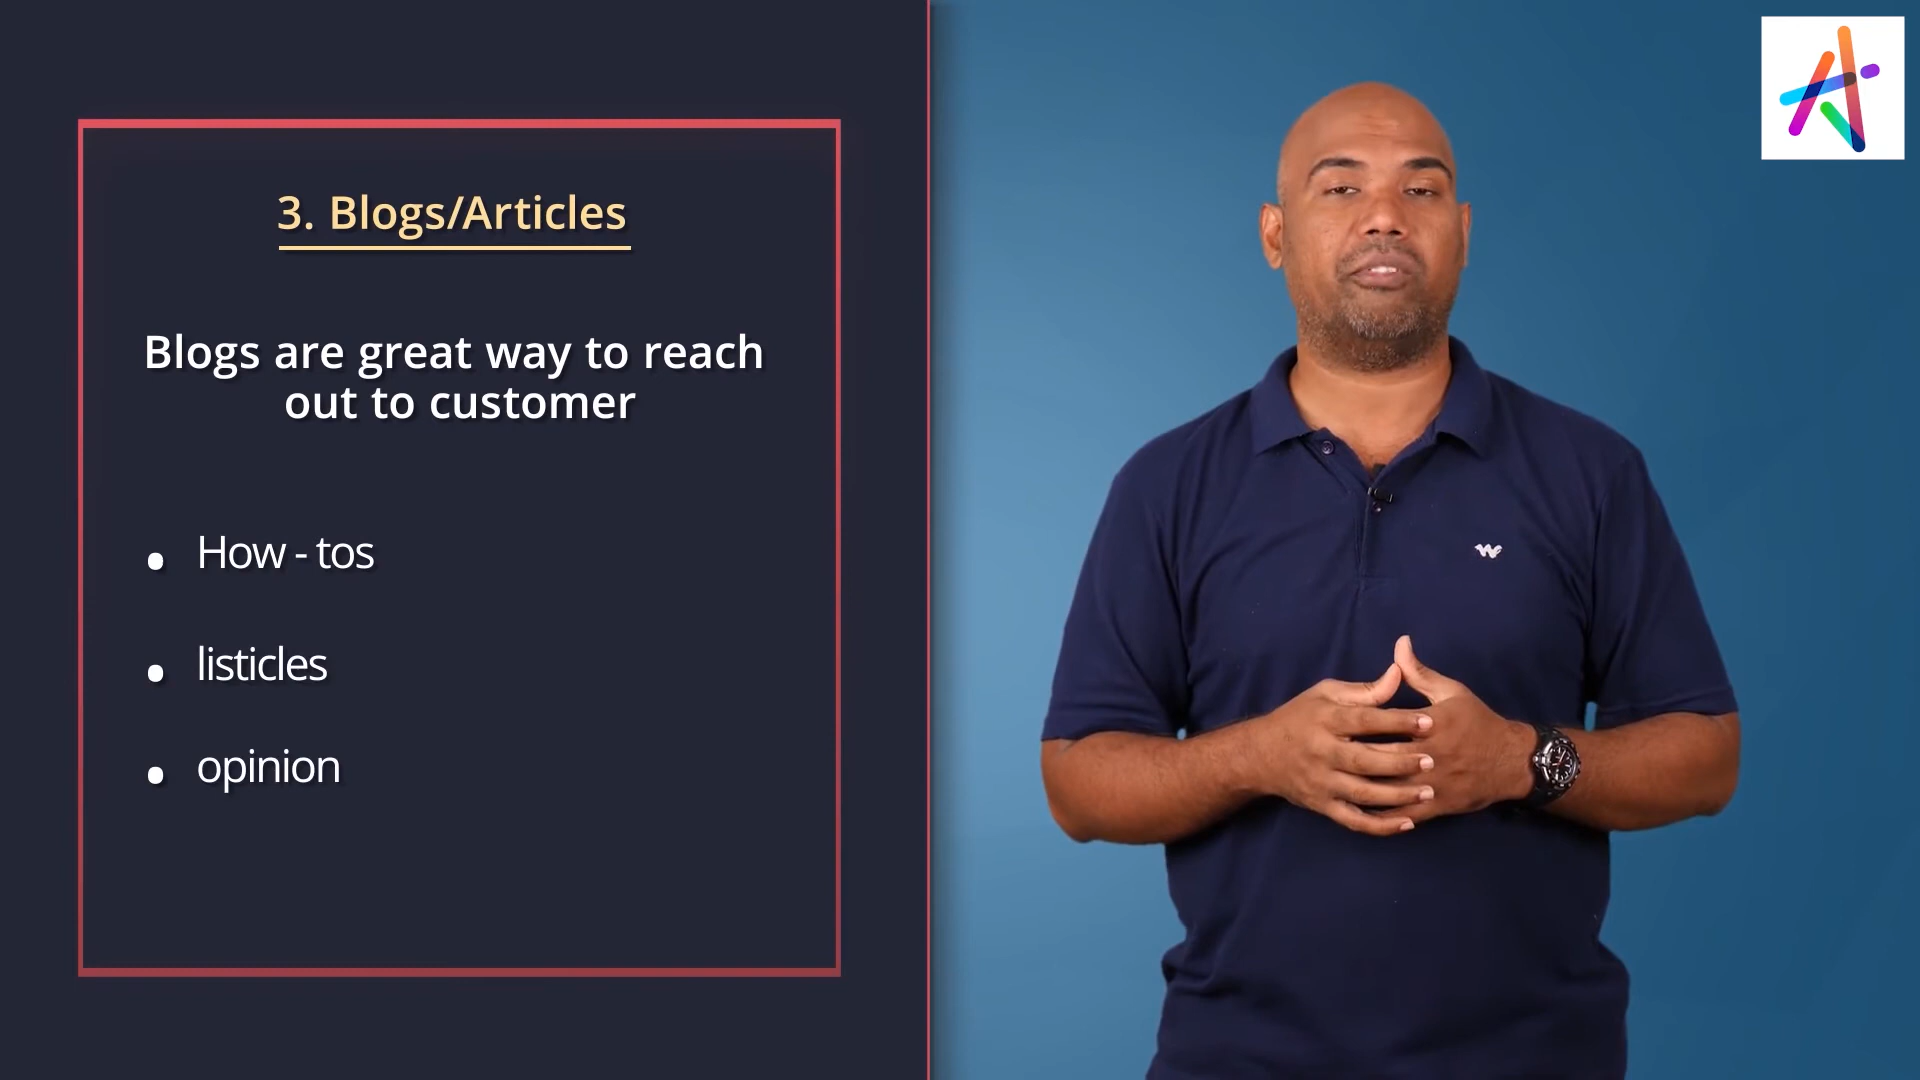 3. Blogs/Articles
Blogs are great way to reach
out to customer
• How - tos
• listicles
• opinion